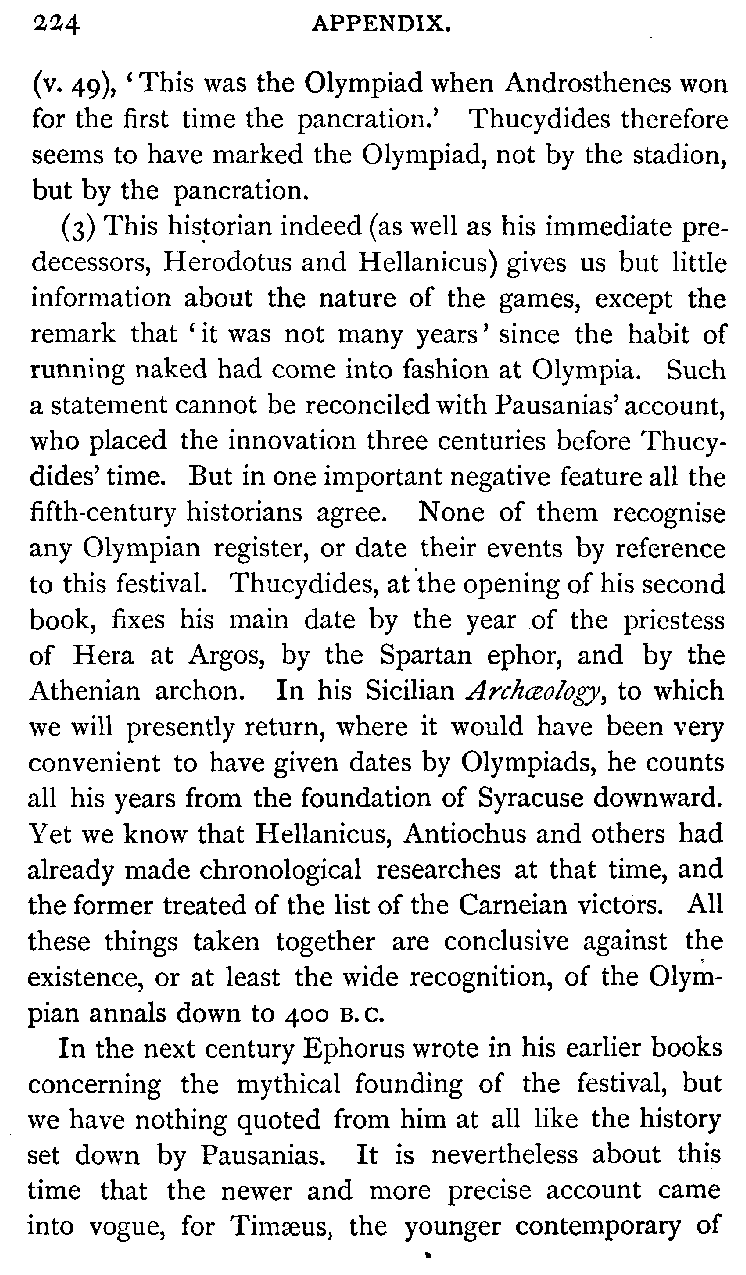 224 APPENDIX.
(v. 49), ‘This was the Olympiad when Androsthenes won
for the first time the pancration.’ Thucydides therefore
seems to have marked the Olympiad, not by the stadion,
but by the pancration.
(3) This historian indeed (as well as his immediate pre-
decessors, Herodotus and Hellanicus) gives us but little
information about the nature of the games, except the
remark that ‘it was not many years’ since the habit of
running naked had come into fashion at Olympia. Such
a statement cannot be reconciled with Pausanias’ account,
who placed the innovation three centuries before Thucy-
dides’ time. But in one important negative feature all the
fifth-century historians agree. None of them recognise
any Olympian register, or date their events by reference
to this festival. Thucydides, at the opening of his second
book, fixes his main date by the year of the priestess
of Hera at Argos, by the Spartan ephor, and by the
Athenian archon. In his Sicilian Archæology, to which
we will presently return, where it would have been very
convenient to have given dates by Olympiads, he counts
all his years from the foundation of Syracuse downward.
Yet we know that Hellanicus, Antiochus and others had
already made chronological researches at that time, and
the former treated of the list of the Carneian victors. All
these things taken together are conclusive against the
existence, or at least the wide recognition, of the Olym-
pian annals down to 400 B.C.
In the next century Ephorus wrote in his earlier books
concerning the mythical founding of the festival, but
we have nothing quoted from him at all like the history
set down by Pausanias. It is nevertheless about this
time that the newer and more precise account came
into vogue, for Timæus, the younger contemporary of